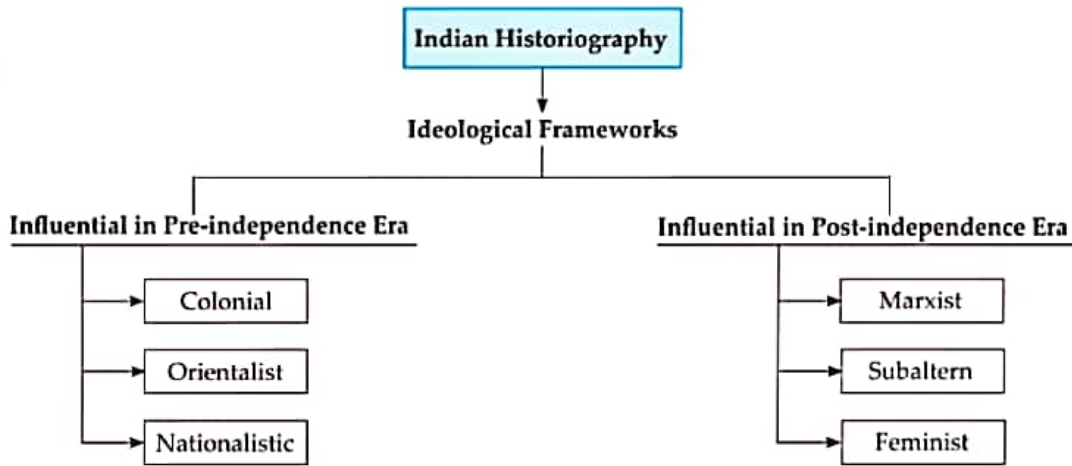 Indian Historiography
Ideological Frameworks
Influential in Pre-independence Era
Colonial
Orientalist
Nationalistic
Influential in Post-independence Era
Marxist
Subaltern
Feminist